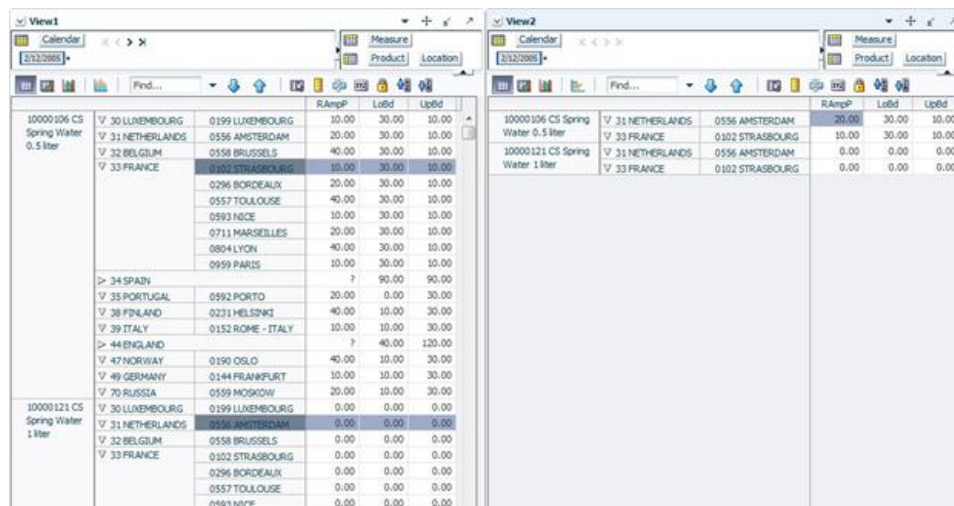 View1
Calendar
Measure
2/12/2005
Product Location
Find...
RAmpP LoBd UpBd
10000106 CS Spring Water 0.5 liter 30 LUXEMBOURG 0199 LUXEMBOURG 10.00 30.00 10.00
31 NETHERLANDS 0556 AMSTERDAM 20.00 30.00 10.00
32 BELGIUM 0558 BRUSSELS 40.00 30.00 10.00
33 FRANCE 0102 STRASBOURG 10.00 30.00 10.00
0296 BORDEAUX 20.00 30.00 10.00
0557 TOULOUSE 40.00 30.00 10.00
0593 NICE 10.00 30.00 10.00
0711 MARSEILLES 20.00 30.00 10.00
0804 LYON 40.00 30.00 10.00
0959 PARIS 10.00 30.00 10.00
34 SPAIN ? 90.00 90.00
35 PORTUGAL 0592 PORTO 20.00 0.00 30.00
38 FINLAND 0231 HELSINKI 40.00 10.00 30.00
39 ITALY 0152 ROME - ITALY 10.00 10.00 30.00
44 ENGLAND ? 40.00 120.00
47 NORWAY 0190 OSLO 40.00 10.00 30.00
49 GERMANY 0144 FRANKFURT 10.00 10.00 30.00
70 RUSSIA 0559 MOSKOW 20.00 10.00 30.00
10000121 CS Spring Water 1 liter 30 LUXEMBOURG 0199 LUXEMBOURG 0.00 0.00 0.00
31 NETHERLANDS 0556 AMSTERDAM 0.00 0.00 0.00
32 BELGIUM 0558 BRUSSELS 0.00 0.00 0.00
33 FRANCE 0102 STRASBOURG 0.00 0.00 0.00
0296 BORDEAUX 0.00 0.00 0.00
0557 TOULOUSE 0.00 0.00 0.00
0593 NICE 0.00 0.00 0.00
View2
Calendar
Measure
2/12/2005
Product Location
Find...
RAmpP LoBd UpBd
10000106 CS Spring Water 0.5 liter 31 NETHERLANDS 0556 AMSTERDAM 20.00 30.00 10.00
33 FRANCE 0102 STRASBOURG 10.00 30.00 10.00
10000121 CS Spring Water 1 liter 31 NETHERLANDS 0556 AMSTERDAM 0.00 0.00 0.00
33 FRANCE 0102 STRASBOURG 0.00 0.00 0.00